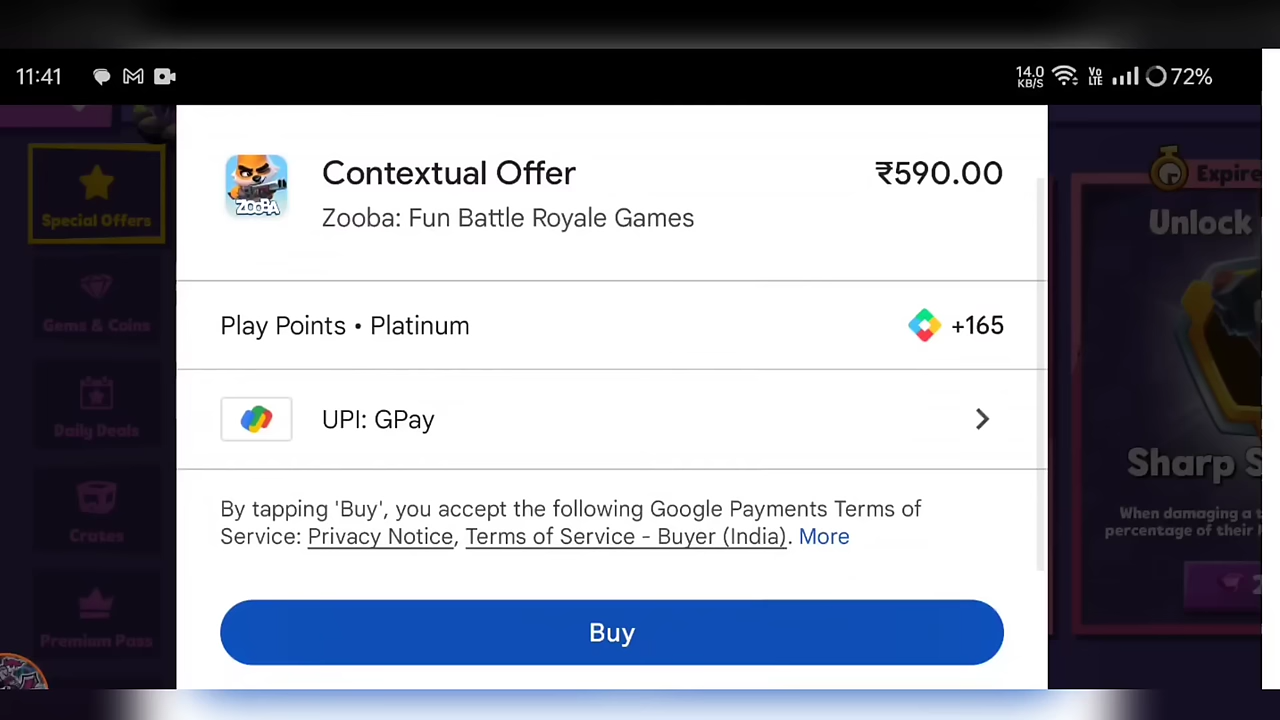 11:41
14.0 KB/S Vo LTE 72%
Contextual Offer
₹590.00
ZOOBA
Zooba: Fun Battle Royale Games
Play Points • Platinum
+165
UPI: GPay
By tapping 'Buy', you accept the following Google Payments Terms of
Service: Privacy Notice, Terms of Service - Buyer (India). More
Buy
Special Offers
Gems & Coins
Daily Deals
Crates
Premium Pass
Expire
Unlock
Sharp S
When damaging a t
percentage of their